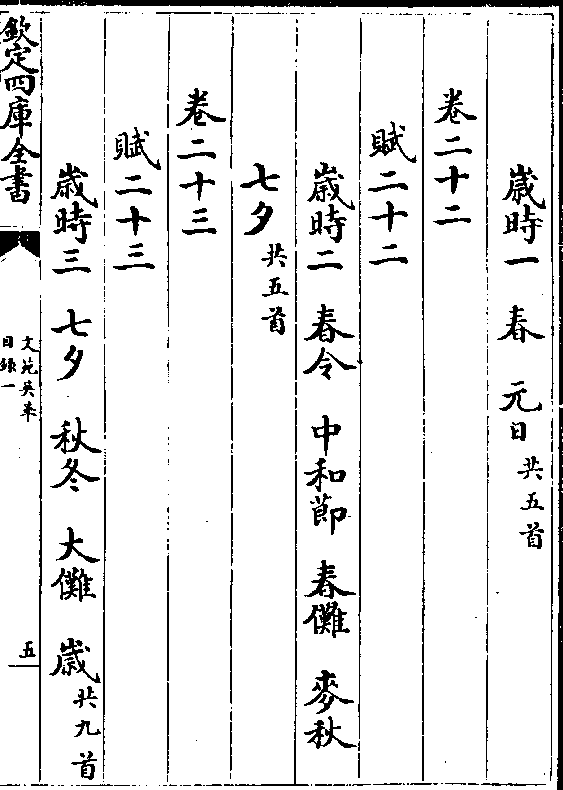 歲時一 春 元日 共五首
卷二十二
賦二十二
歲時二 春令 中和節 春儺 麥秋
七夕 共五首
卷二十三
賦二十三
歲時三 七夕 秋冬 大儺 歲 共九首
欽定四庫全書
文苑英華
目錄一
五